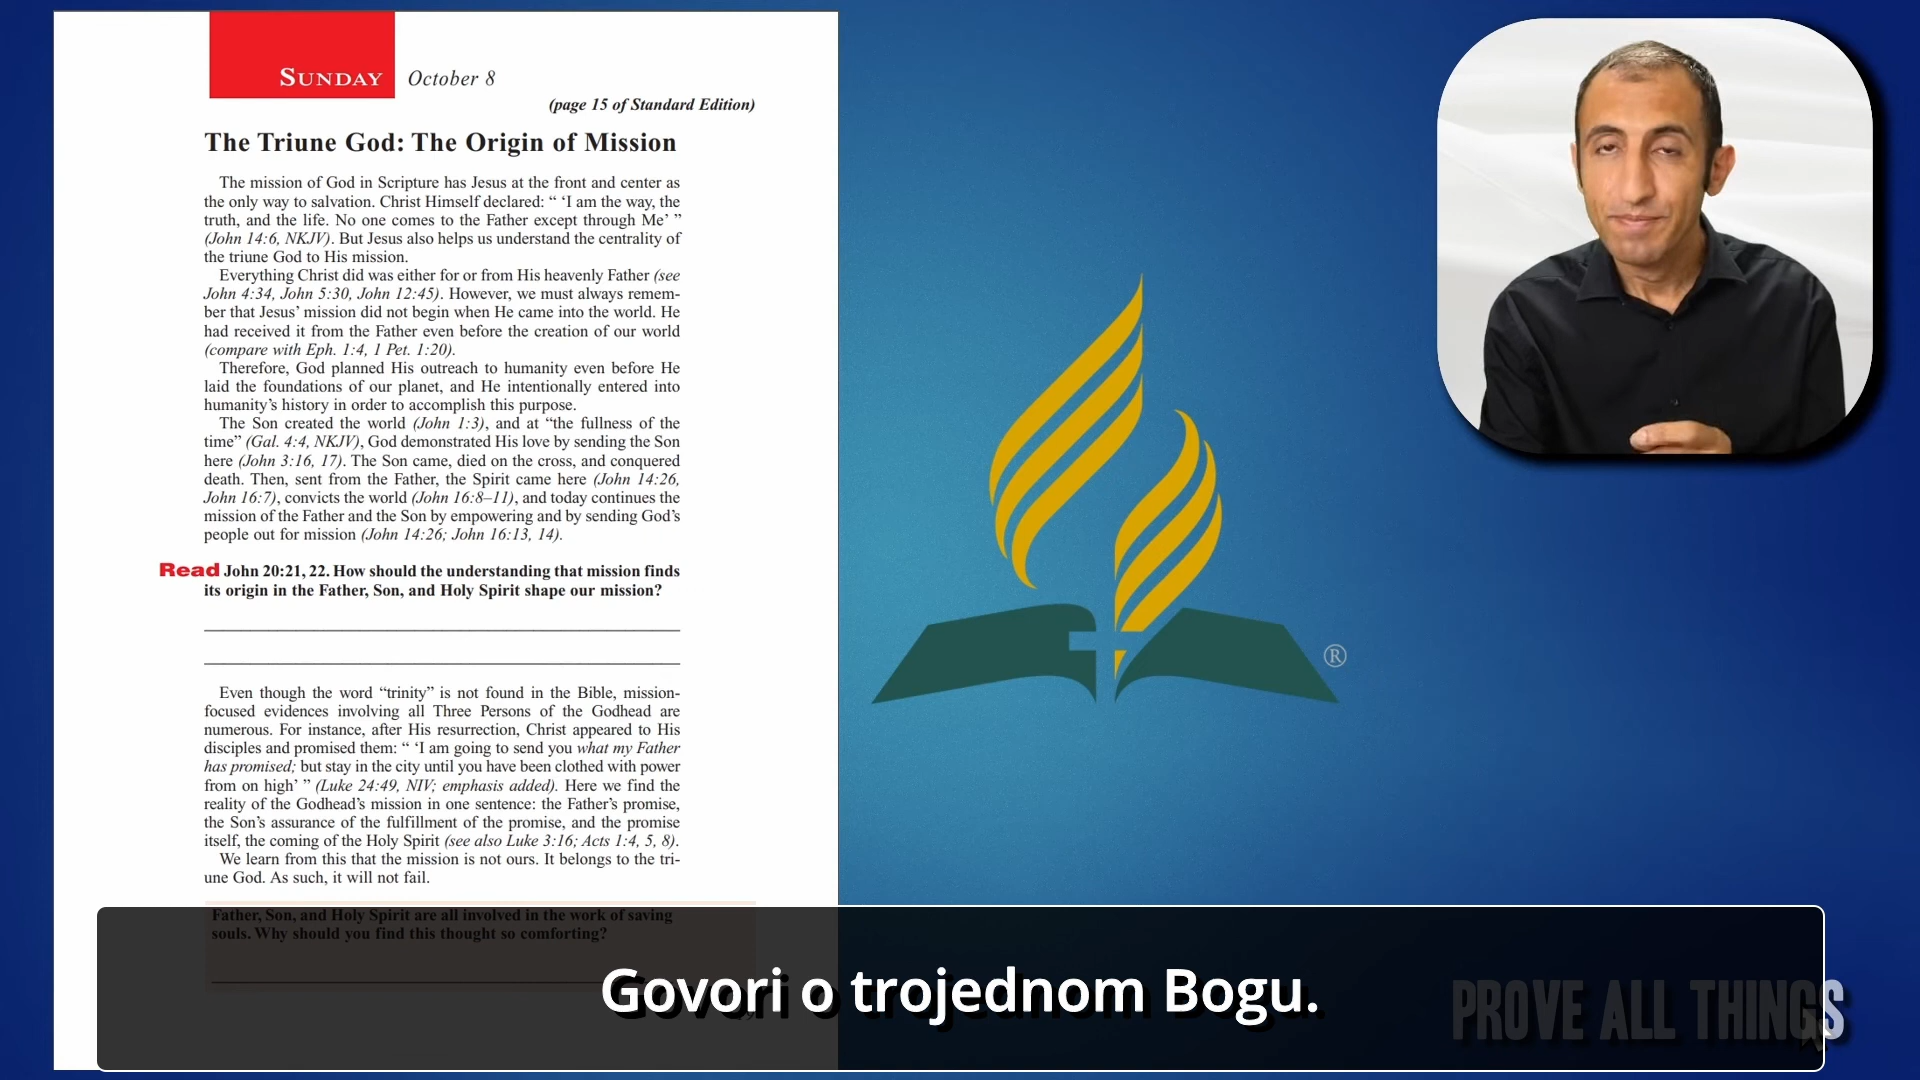 SUNDAY October 8
(page 15 of Standard Edition)
The Triune God: The Origin of Mission
The mission of God in Scripture has Jesus at the front and center as
the only way to salvation. Christ Himself declared: “ ‘I am the way, the
truth, and the life. No one comes to the Father except through Me’ ”
(John 14:6, NKJV). But Jesus also helps us understand the centrality of
the triune God to His mission.
Everything Christ did was either for or from His heavenly Father (see
John 4:34, John 5:30, John 12:45). However, we must always remem-
ber that Jesus’ mission did not begin when He came into the world. He
had received it from the Father even before the creation of our world
(compare with Eph. 1:4, 1 Pet. 1:20).
Therefore, God planned His outreach to humanity even before He
laid the foundations of our planet, and He intentionally entered into
humanity’s history in order to accomplish this purpose.
The Son created the world (John 1:3), and at “the fullness of the
time” (Gal. 4:4, NKJV), God demonstrated His love by sending the Son
here (John 3:16, 17). The Son came, died on the cross, and conquered
death. Then, sent from the Father, the Spirit came here (John 14:26,
John 16:7), convicts the world (John 16:8–11), and today continues the
mission of the Father and the Son by empowering and by sending God’s
people out for mission (John 14:26; John 16:13, 14).
Read John 20:21, 22. How should the understanding that mission finds
its origin in the Father, Son, and Holy Spirit shape our mission?
Even though the word “trinity” is not found in the Bible, mission-
focused evidences involving all Three Persons of the Godhead are
numerous. For instance, after His resurrection, Christ appeared to His
disciples and promised them: “ ‘I am going to send you what my Father
has promised; but stay in the city until you have been clothed with power
from on high’ ” (Luke 24:49, NIV; emphasis added). Here we find the
reality of the Godhead’s mission in one sentence: the Father’s promise,
the Son’s assurance of the fulfillment of the promise, and the promise
itself, the coming of the Holy Spirit (see also Luke 3:16; Acts 1:4, 5, 8).
We learn from this that the mission is not ours. It belongs to the tri-
une God. As such, it will not fail.
Father, Son, and Holy Spirit are all involved in the work of saving
souls. Why should you find this thought so comforting?
®
Govori o trojednom Bogu.
PROVE ALL THINGS